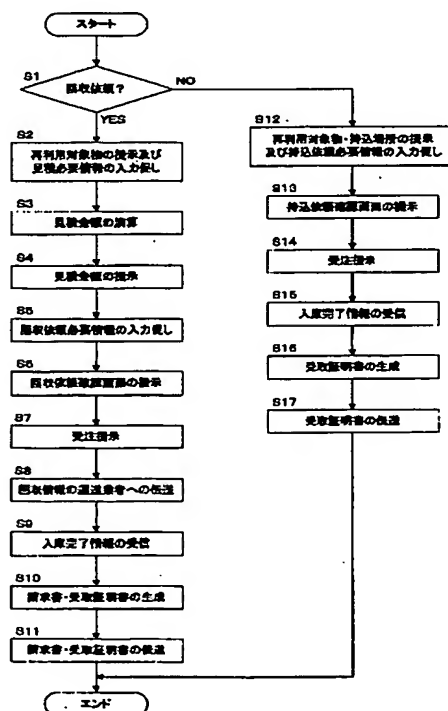 スタート
S1
回収依頼?
NO
YES
S2
再利用対象物の提示及び
見積必要情報の入力促し
S3
見積金額の演算
S4
見積金額の提示
S5
回収依頼必要情報の入力促し
S6
回収依頼確認画面の提示
S7
受注指示
S8
回収情報の運送業者への伝送
S9
入庫完了情報の受信
S10
請求書・受取証明書の生成
S11
請求書・受取証明書の伝送
S12
再利用対象物・持込場所の提示
及び持込依頼必要情報の入力促し
S13
持込依頼確認画面の提示
S14
受注指示
S15
入庫完了情報の受信
S16
受取証明書の生成
S17
受取証明書の伝送
エンド